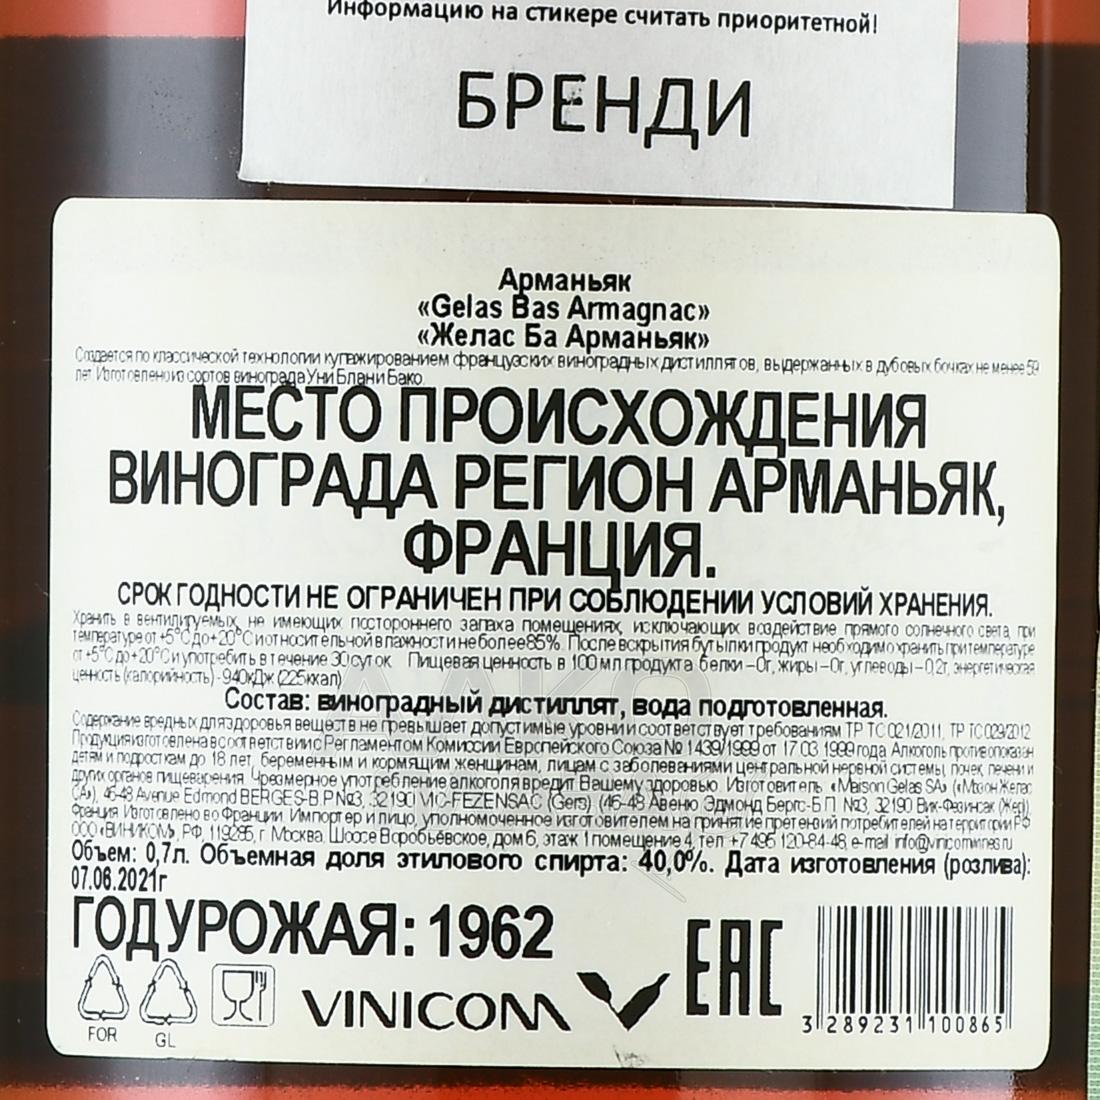 Информацию на стикере считать приоритетной!
БРЕНДИ
Арманьяк
«Gelas Bas Armagnac»
«Желас Ба Арманьяк»
Создается по классической технологии купажированием французских виноградных дистиллятов, выдержанных в дубовых бочках не менее 59
лет. Изготовлено из сортов винограда Уни Блан и Бако.
МЕСТО ПРОИСХОЖДЕНИЯ
ВИНОГРАДА РЕГИОН АРМАНЬЯК,
ФРАНЦИЯ.
СРОК ГОДНОСТИ НЕ ОГРАНИЧЕН ПРИ СОБЛЮДЕНИИ УСЛОВИЙ ХРАНЕНИЯ.
Хранить в вентилируемых, не имеющих постороннего запаха помещениях, исключающих воздействие прямого солнечного света, при
температуре от +5°С до +20°С и относительной влажности не более 85%. После вскрытия бутылки продукт необходимо хранить при температуре
от +5°С до +20°С и употребить в течение 30 суток. Пищевая ценность в 100 мл продукта: белки – 0г, жиры – 0г, углеводы – 0,2г, энергетическая
ценность (калорийность) - 940кДж (225ккал)
Состав: виноградный дистиллят, вода подготовленная.
Содержание вредных для здоровья веществ не превышает допустимые уровни и соответствует требованиям ТР ТС 021/2011, ТР ТС 029/2012
Продукция изготовлена в соответствии с Регламентом Комиссии Европейского Союза № 1439/1999 от 17.03.1999 года. Алкоголь противопоказан
детям и подросткам до 18 лет, беременным и кормящим женщинам, лицам с заболеваниями центральной нервной системы, почек, печени и
других органов пищеварения. Чрезмерное употребление алкоголя вредит Вашему здоровью. Изготовитель: «Maison Gelas SA» («Мэзон Желас
СА»), 46-48 Avenue Edmond BERGES-B.P №3, 32190 VIC-FEZENSAC (Gers) (46-48 Авеню Эдмонд Бергс-Б.П. №3, 32190 Вик-Фезинсак (Жер))
Франция. Изготовлено во Франции. Импортер и лицо, уполномоченное изготовителем на принятие претензий потребителей на территории РФ:
ООО «ВИНИКОМ», РФ, 119285, г. Москва, Шоссе Воробьёвское, дом 6, этаж 1 помещение 4, тел. +7 495 120-84-48, e-mail: info@vinicomwines.ru
Объем: 0,7л. Объемная доля этилового спирта: 40,0%. Дата изготовления (розлива):
07.06.2021г
ГОД УРОЖАЯ: 1962
FOR
GL
VINICOM
EAC
3 289231 100865